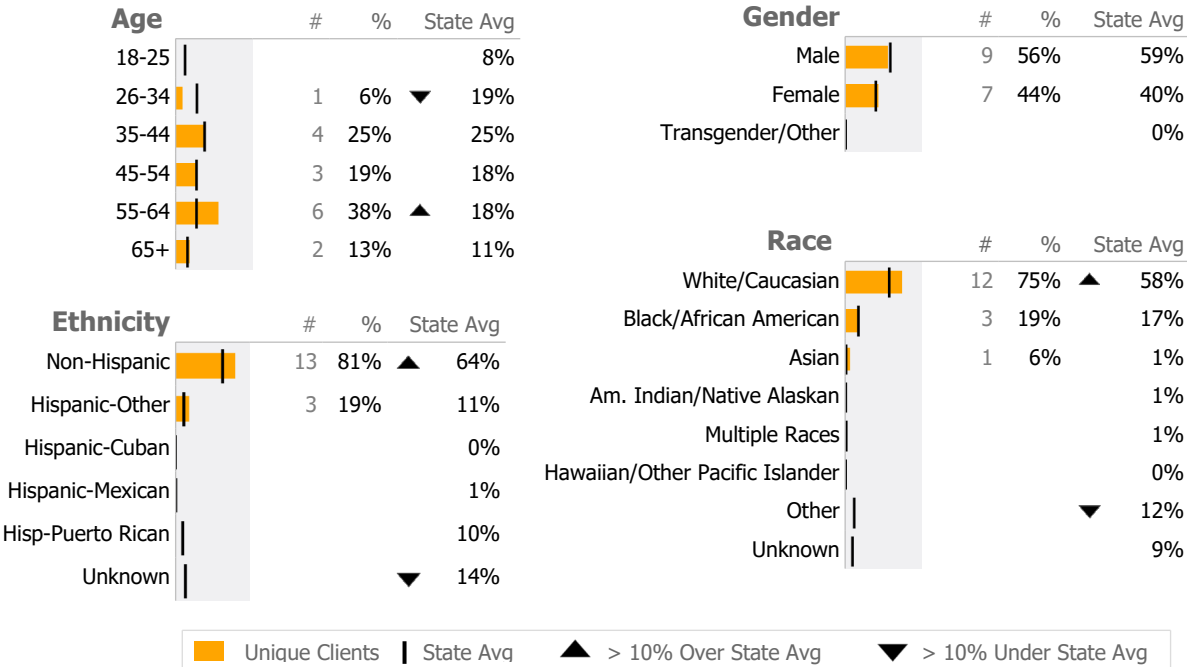 Age # % State Avg
18-25 8%
26-34 1 6% ▼ 19%
35-44 4 25% 25%
45-54 3 19% 18%
55-64 6 38% ▲ 18%
65+ 2 13% 11%
Ethnicity # % State Avg
Non-Hispanic 13 81% ▲ 64%
Hispanic-Other 3 19% 11%
Hispanic-Cuban 0%
Hispanic-Mexican 1%
Hisp-Puerto Rican 10%
Unknown ▼ 14%
Gender # % State Avg
Male 9 56% 59%
Female 7 44% 40%
Transgender/Other 0%
Race # % State Avg
White/Caucasian 12 75% ▲ 58%
Black/African American 3 19% 17%
Asian 1 6% 1%
Am. Indian/Native Alaskan 1%
Multiple Races 1%
Hawaiian/Other Pacific Islander 0%
Other ▼ 12%
Unknown 9%
Unique Clients | State Avg ▲ > 10% Over State Avg ▼ > 10% Under State Avg